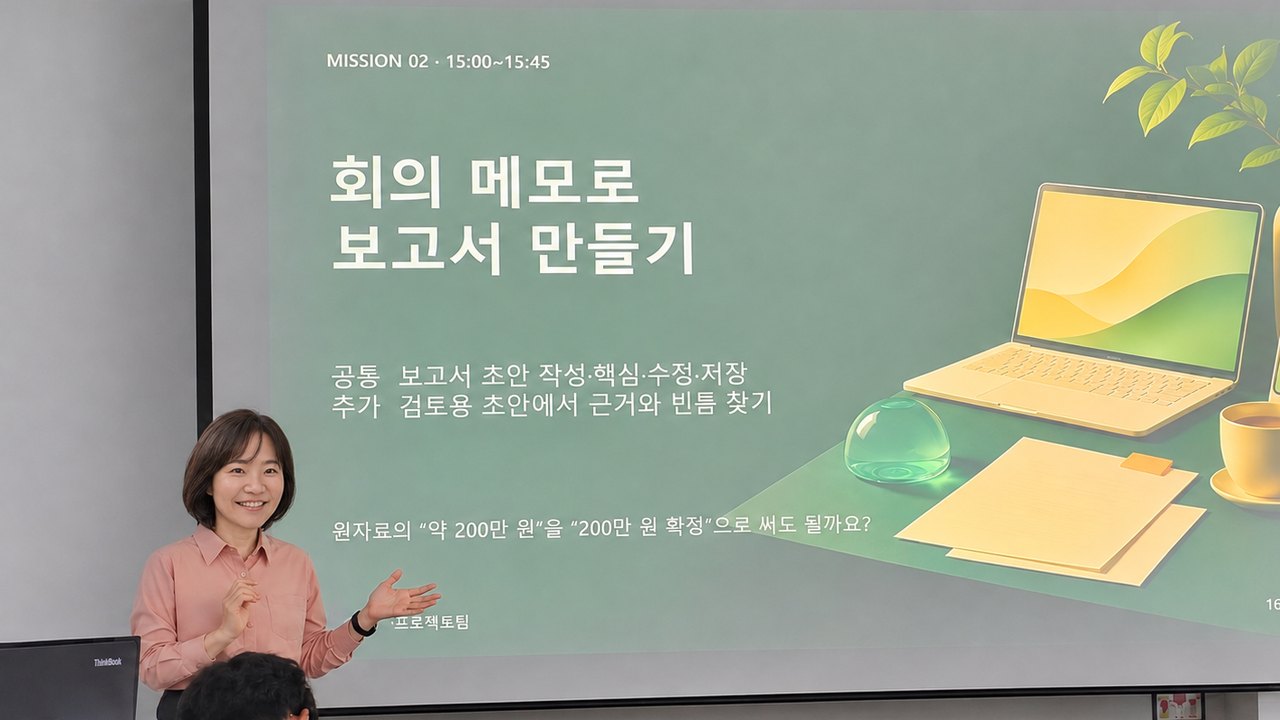 MISSION 02 · 15:00~15:45
회의 메모로
보고서 만들기
공통 보고서 초안 작성·핵심·수정·저장
추가 검토용 초안에서 근거와 빈틈 찾기
원자료의 “약 200만 원”을 “200만 원 확정”으로 써도 될까요?
·프로젝트팀
16
ThinkBook